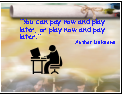 "You can pay now and play
later, or play now and pay
later."
Author Unknown